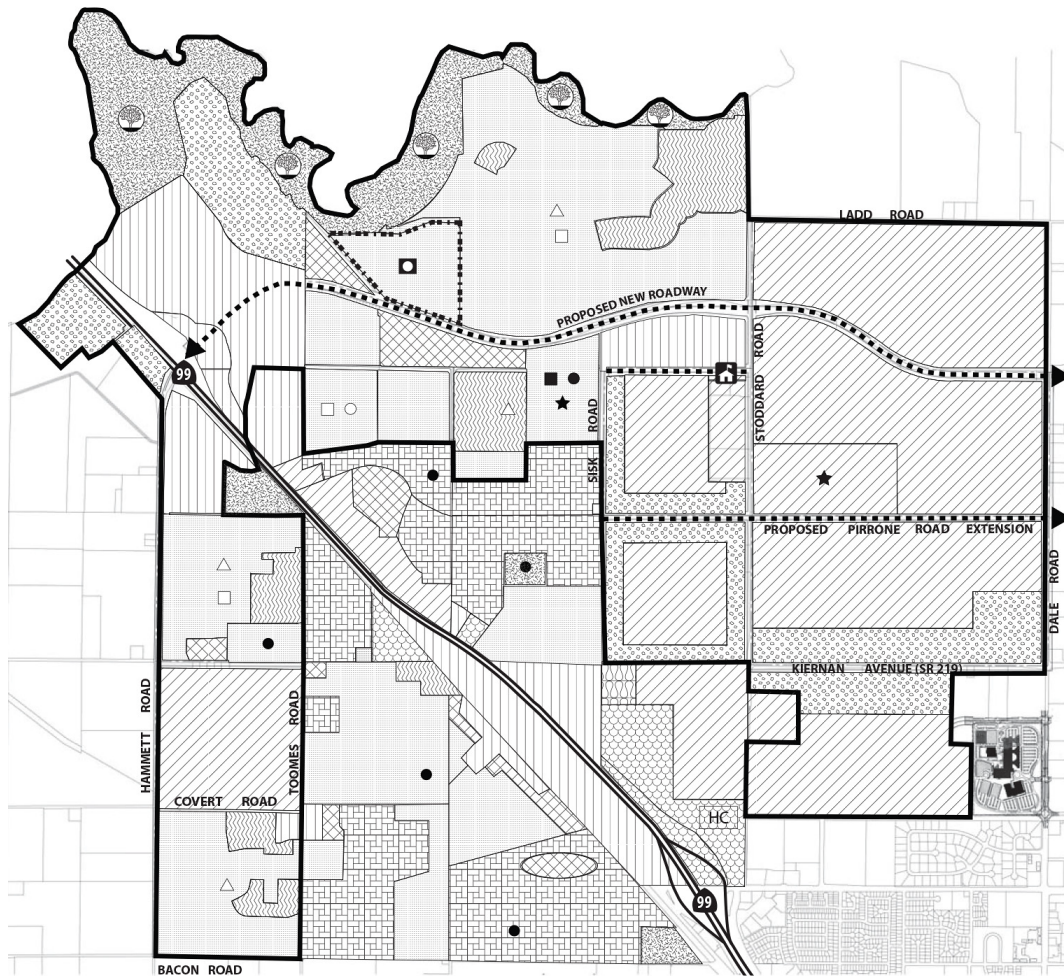 LADD ROAD
PROPOSED NEW ROADWAY
99
STODDARD ROAD
SISK ROAD
PROPOSED PIRRONE ROAD EXTENSION
DALE ROAD
KIERNAN AVENUE (SR 219)
HAMMETT ROAD
TOOMES ROAD
COVERT ROAD
HC
99
BACON ROAD